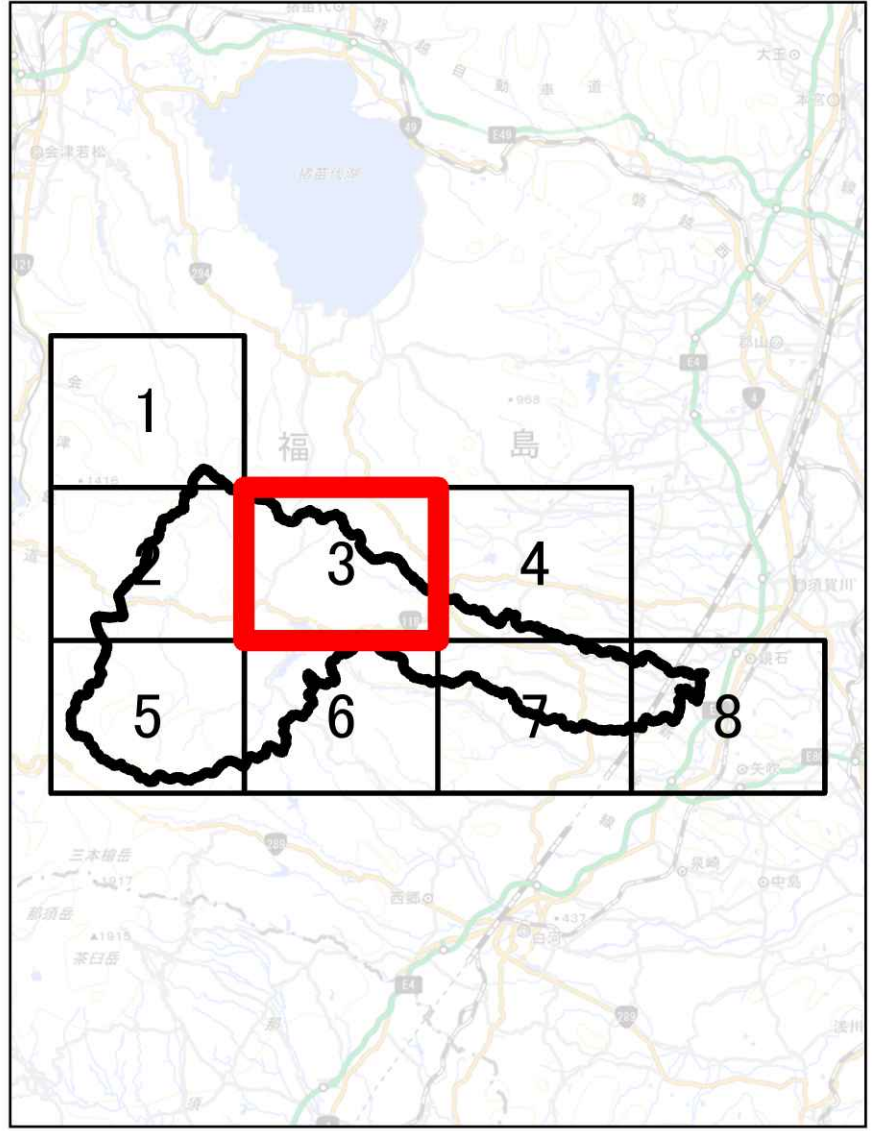 猪苗代◎
大玉◎
自動車道
本宮◎
49
E49
◎会津若松
猪苗代湖
磐越西線
121
294
郡山◎
E4
4
会津
1
・968
福島
・1416
2
3
4
118
◎須賀川
◎鏡石
5
6
7
8
◎矢吹
289
三本槍岳
・1917
◎泉崎
◎中島
西郷◎
那須岳
▲1915
茶臼岳
・437
◎白河
E4
289
浅川
那須